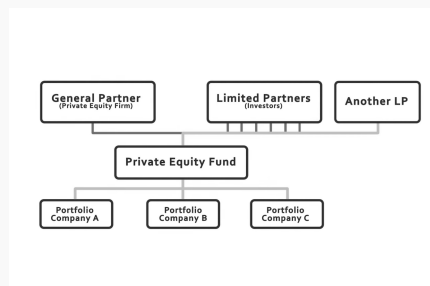 General Partner
(Private Equity Firm)
Limited Partners
(Investors)
Another LP
Private Equity Fund
Portfolio
Company A
Portfolio
Company B
Portfolio
Company C